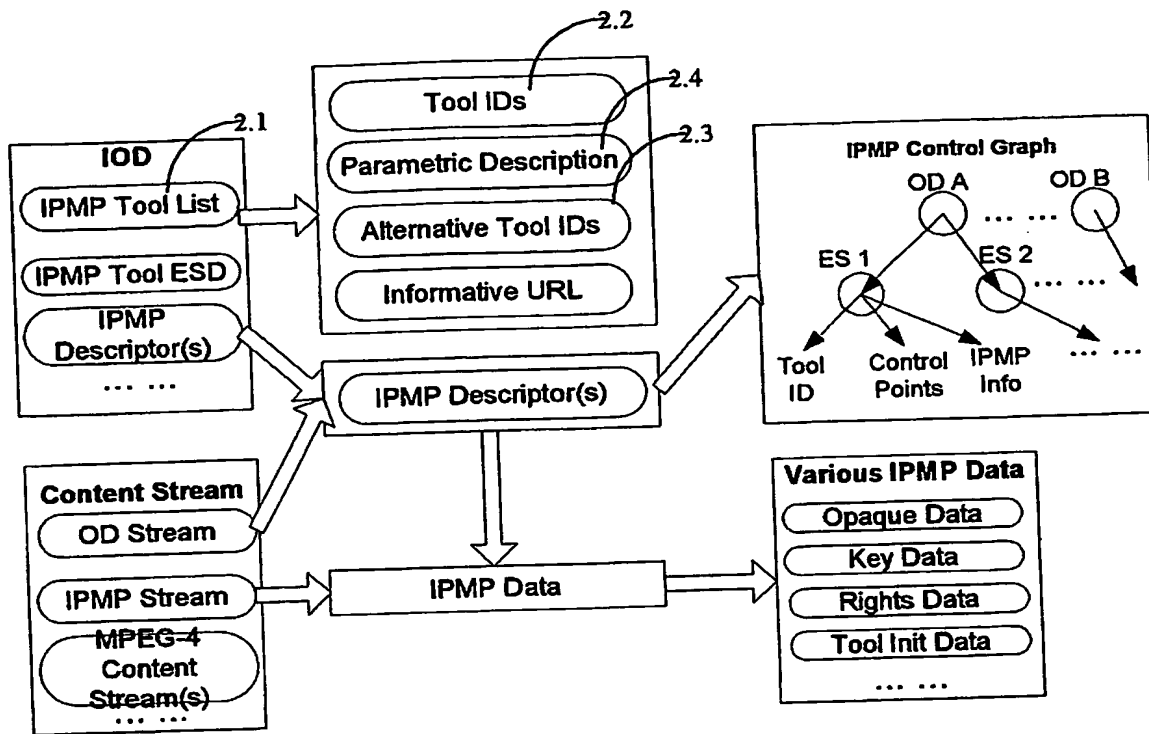 2.2
Tool IDs
2.4
Parametric Description
2.3
Alternative Tool IDs
Informative URL
2.1
IOD
IPMP Tool List
IPMP Tool ESD
IPMP
Descriptor(s)
... ...
IPMP Descriptor(s)
IPMP Control Graph
OD A
OD B
... ...
ES 1
ES 2
... ...
Tool
ID
Control
Points
IPMP
Info
... ...
Content Stream
OD Stream
IPMP Stream
MPEG-4
Content
Stream(s)
... ...
IPMP Data
Various IPMP Data
Opaque Data
Key Data
Rights Data
Tool Init Data
... ...